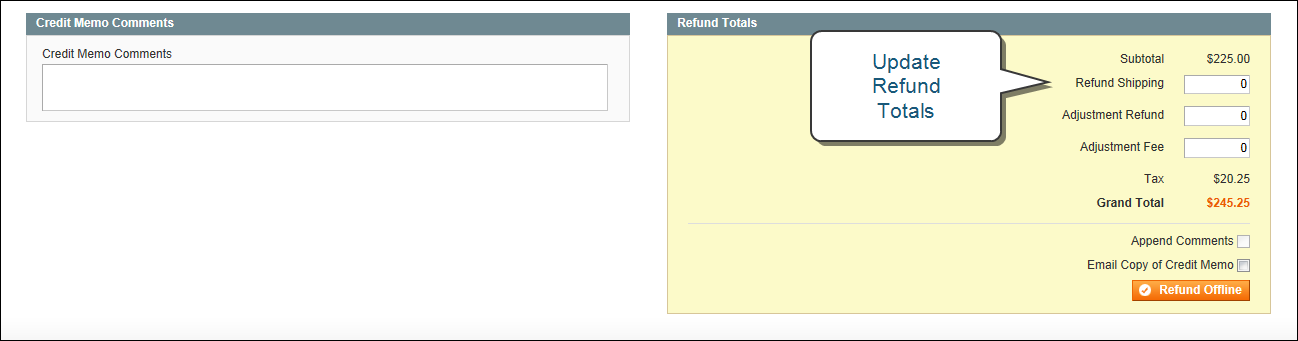 Credit Memo Comments
Credit Memo Comments
Refund Totals
Update
Refund
Totals
Subtotal $225.00
Refund Shipping 0
Adjustment Refund 0
Adjustment Fee 0
Tax $20.25
Grand Total $245.25
Append Comments
Email Copy of Credit Memo
Refund Offline